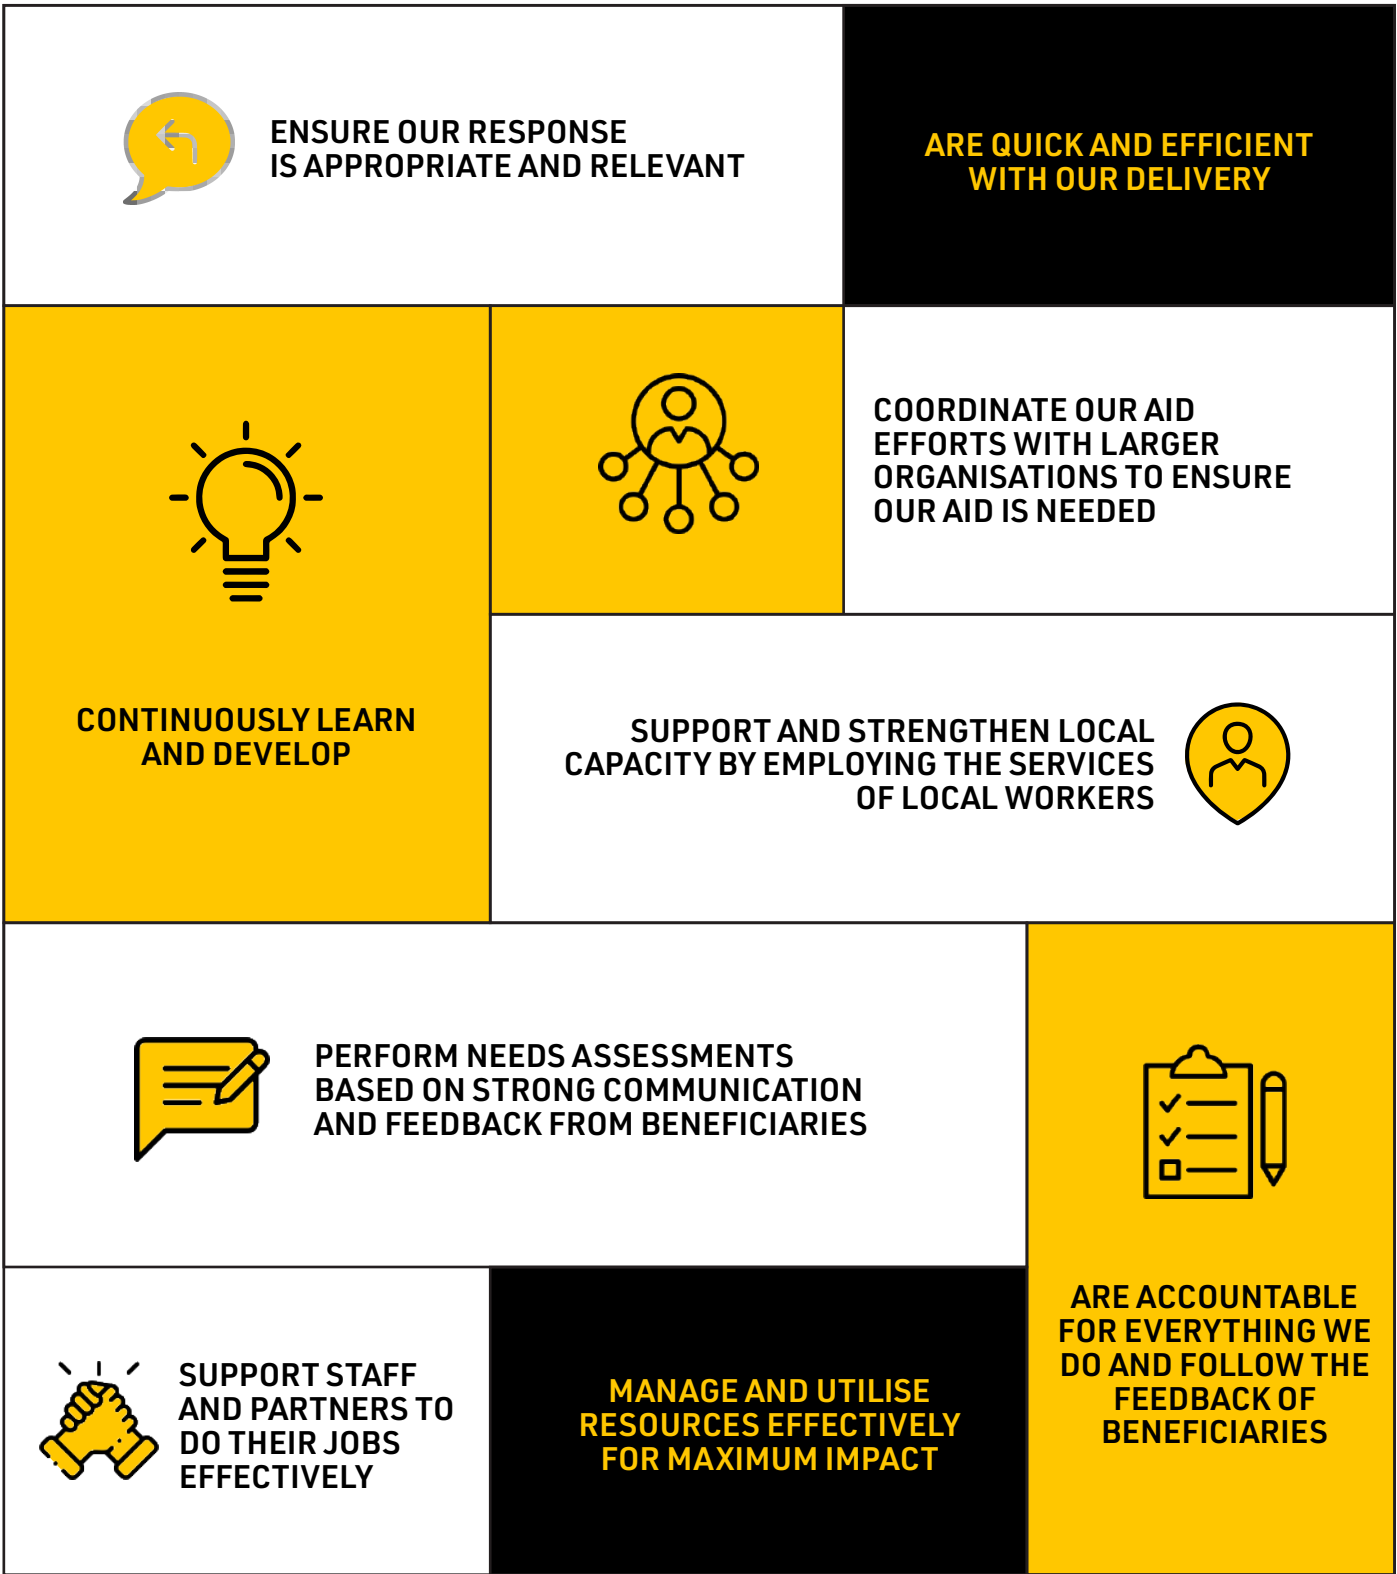 ENSURE OUR RESPONSE
IS APPROPRIATE AND RELEVANT
ARE QUICK AND EFFICIENT
WITH OUR DELIVERY
COORDINATE OUR AID
EFFORTS WITH LARGER
ORGANISATIONS TO ENSURE
OUR AID IS NEEDED
CONTINUOUSLY LEARN
AND DEVELOP
SUPPORT AND STRENGTHEN LOCAL
CAPACITY BY EMPLOYING THE SERVICES
OF LOCAL WORKERS
PERFORM NEEDS ASSESSMENTS
BASED ON STRONG COMMUNICATION
AND FEEDBACK FROM BENEFICIARIES
ARE ACCOUNTABLE
FOR EVERYTHING WE
DO AND FOLLOW THE
FEEDBACK OF
BENEFICIARIES
SUPPORT STAFF
AND PARTNERS TO
DO THEIR JOBS
EFFECTIVELY
MANAGE AND UTILISE
RESOURCES EFFECTIVELY
FOR MAXIMUM IMPACT